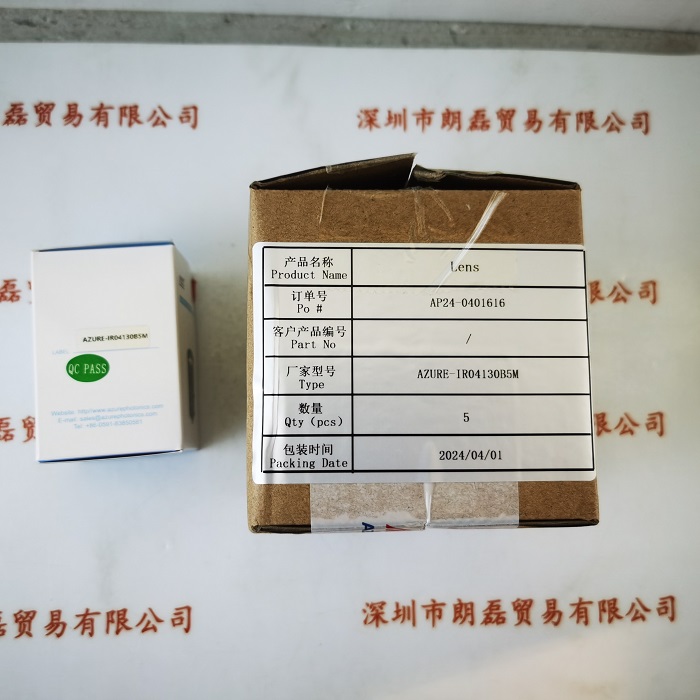 磊贸易有限公司
深圳市朗磊贸易有限公司
产品名称
Product Name
Lens
订单号
Po #
AP24-0401616
客户产品编号
Part No
/
厂家型号
Type
AZURE-IR04130B5M
数量
Qty (pcs)
5
包装时间
Packing Date
2024/04/01
AZURE-IR04130B5M
QC PASS
磊
有限公司
有限公司
磊贸易有限公司
深圳市朗磊贸易有限公司